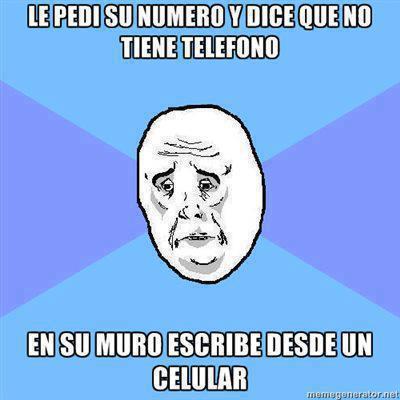 LE PEDI SU NUMERO Y DICE QUE NO
TIENE TELEFONO
EN SU MURO ESCRIBE DESDE UN
CELULAR
memegenerator.net